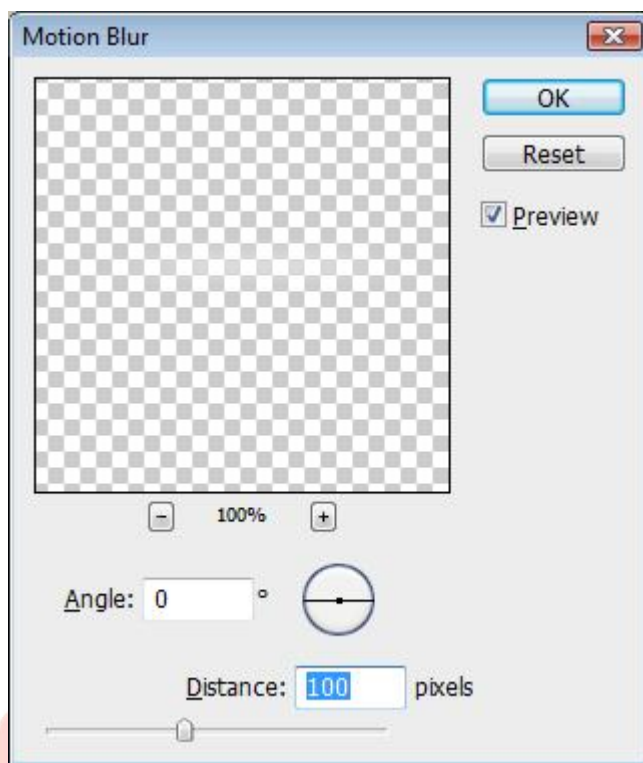 Motion Blur
OK
Reset
Preview
- 100% +
Angle: 0 °
Distance: 100 pixels